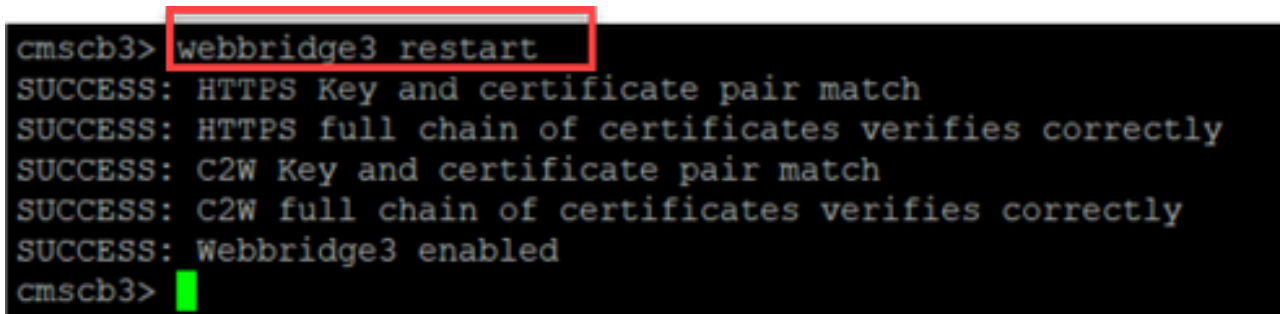 cmscb3> webbridge3 restart
SUCCESS: HTTPS Key and certificate pair match
SUCCESS: HTTPS full chain of certificates verifies correctly
SUCCESS: C2W Key and certificate pair match
SUCCESS: C2W full chain of certificates verifies correctly
SUCCESS: Webbridge3 enabled
cmscb3>